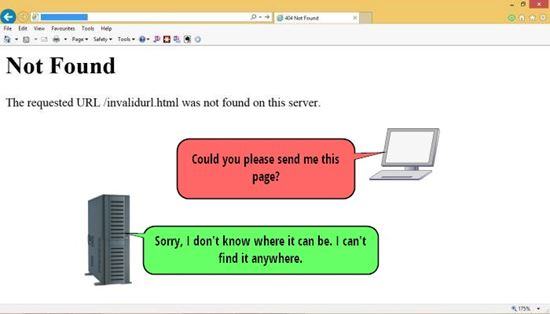 404 Not Found
File Edit View Favourites Tools Help
Page Safety Tools
Not Found
The requested URL /invalidurl.html was not found on this server.
Could you please send me this
page?
Sorry, I don't know where it can be. I can't
find it anywhere.
175%